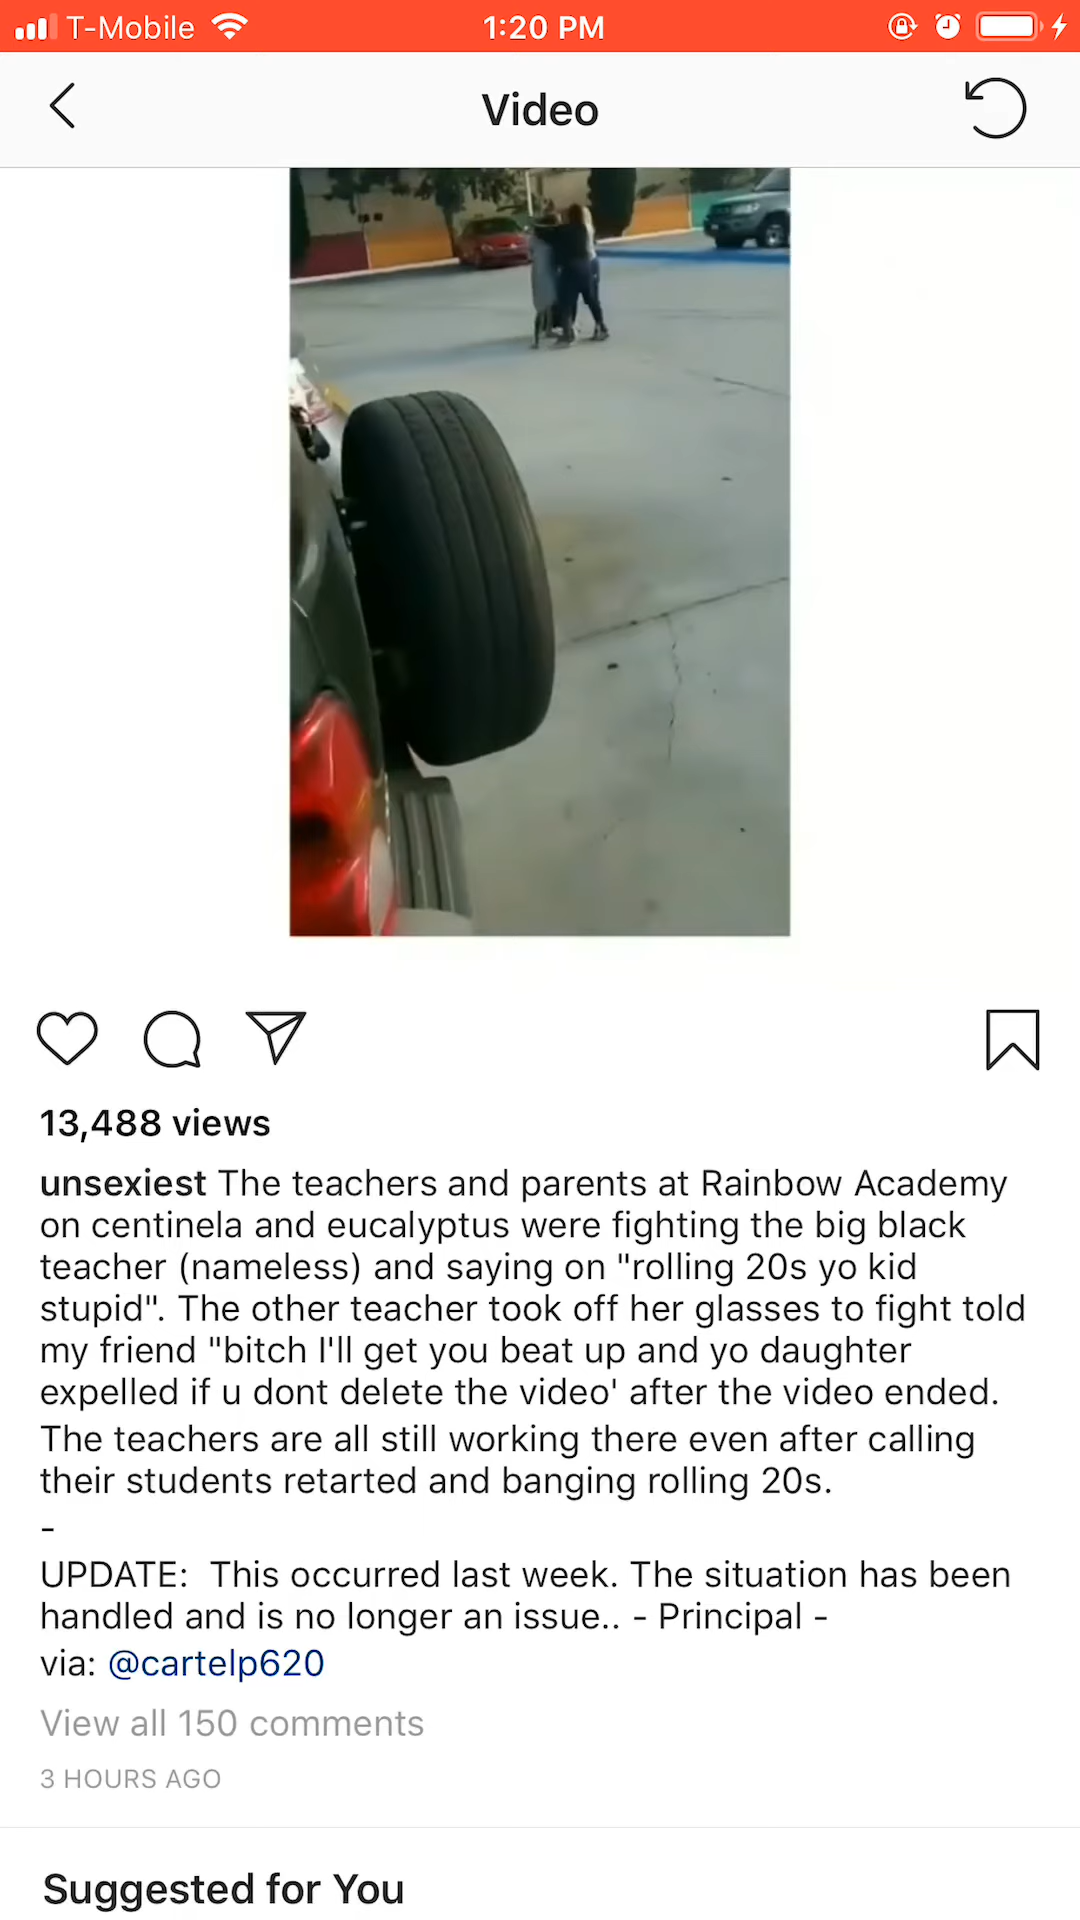 T-Mobile 1:20 PM
Video
13,488 views
unsexiest The teachers and parents at Rainbow Academy
on centinela and eucalyptus were fighting the big black
teacher (nameless) and saying on "rolling 20s yo kid
stupid". The other teacher took off her glasses to fight told
my friend "bitch I'll get you beat up and yo daughter
expelled if u dont delete the video' after the video ended.
The teachers are all still working there even after calling
their students retarted and banging rolling 20s.
-
UPDATE:  This occurred last week. The situation has been
handled and is no longer an issue.. - Principal -
via: @cartelp620
View all 150 comments
3 HOURS AGO
Suggested for You